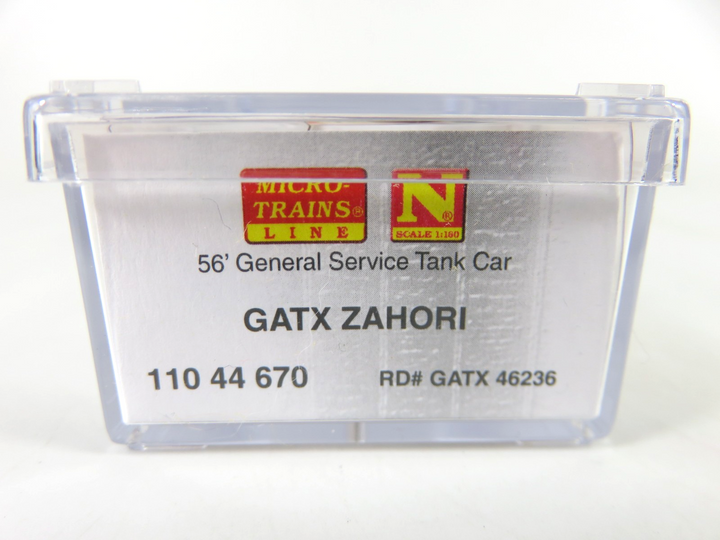 MICRO-
TRAINS®
LINE
N®
SCALE 1:160
56' General Service Tank Car
GATX ZAHORI
110 44 670 RD# GATX 46236